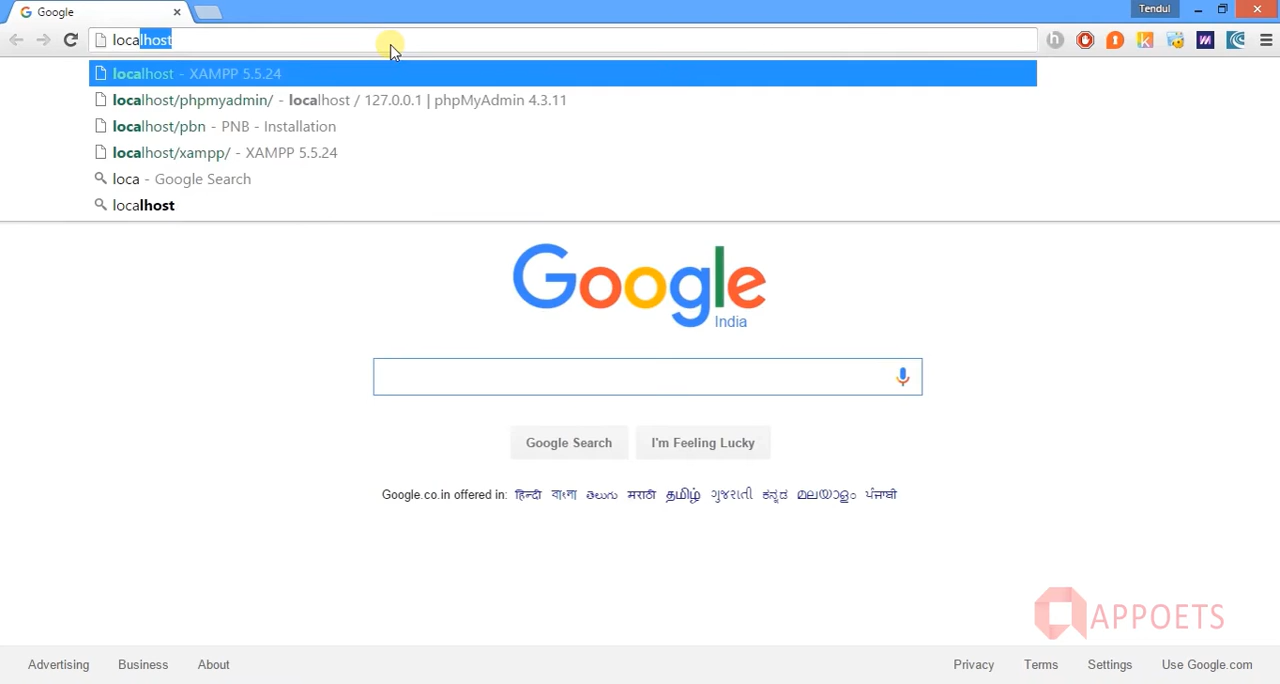 Google
Tendul
localhost
localhost - XAMPP 5.5.24
localhost/phpmyadmin/ - localhost / 127.0.0.1 | phpMyAdmin 4.3.11
localhost/pbn - PNB - Installation
localhost/xampp/ - XAMPP 5.5.24
loca - Google Search
localhost
Google
India
Google Search I'm Feeling Lucky
Google.co.in offered in: हिन्दी বাংলা తెలుగు मराठी தமிழ் ગુજરાતી ಕನ್ನಡ മലയാളം ਪੰਜਾਬੀ
APPOETS
Advertising Business About Privacy Terms Settings Use Google.com